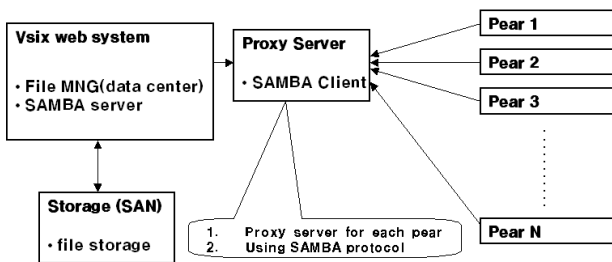 Vsix web system
• File MNG(data center)
• SAMBA server
Proxy Server
• SAMBA Client
Pear 1
Pear 2
Pear 3
Pear N
Storage (SAN)
• file storage
1. Proxy server for each pear
2. Using SAMBA protocol